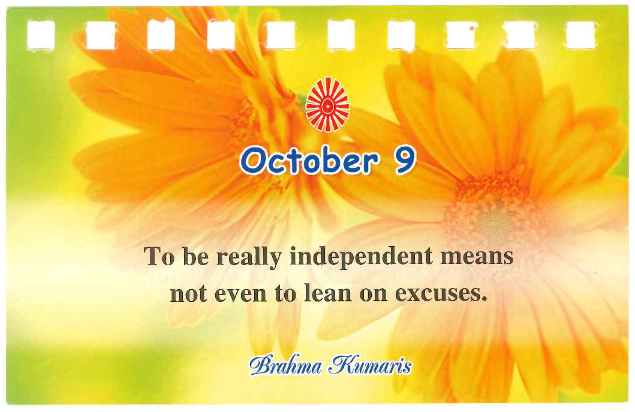 October 9
To be really independent means
not even to lean on excuses.
Brahma Kumaris